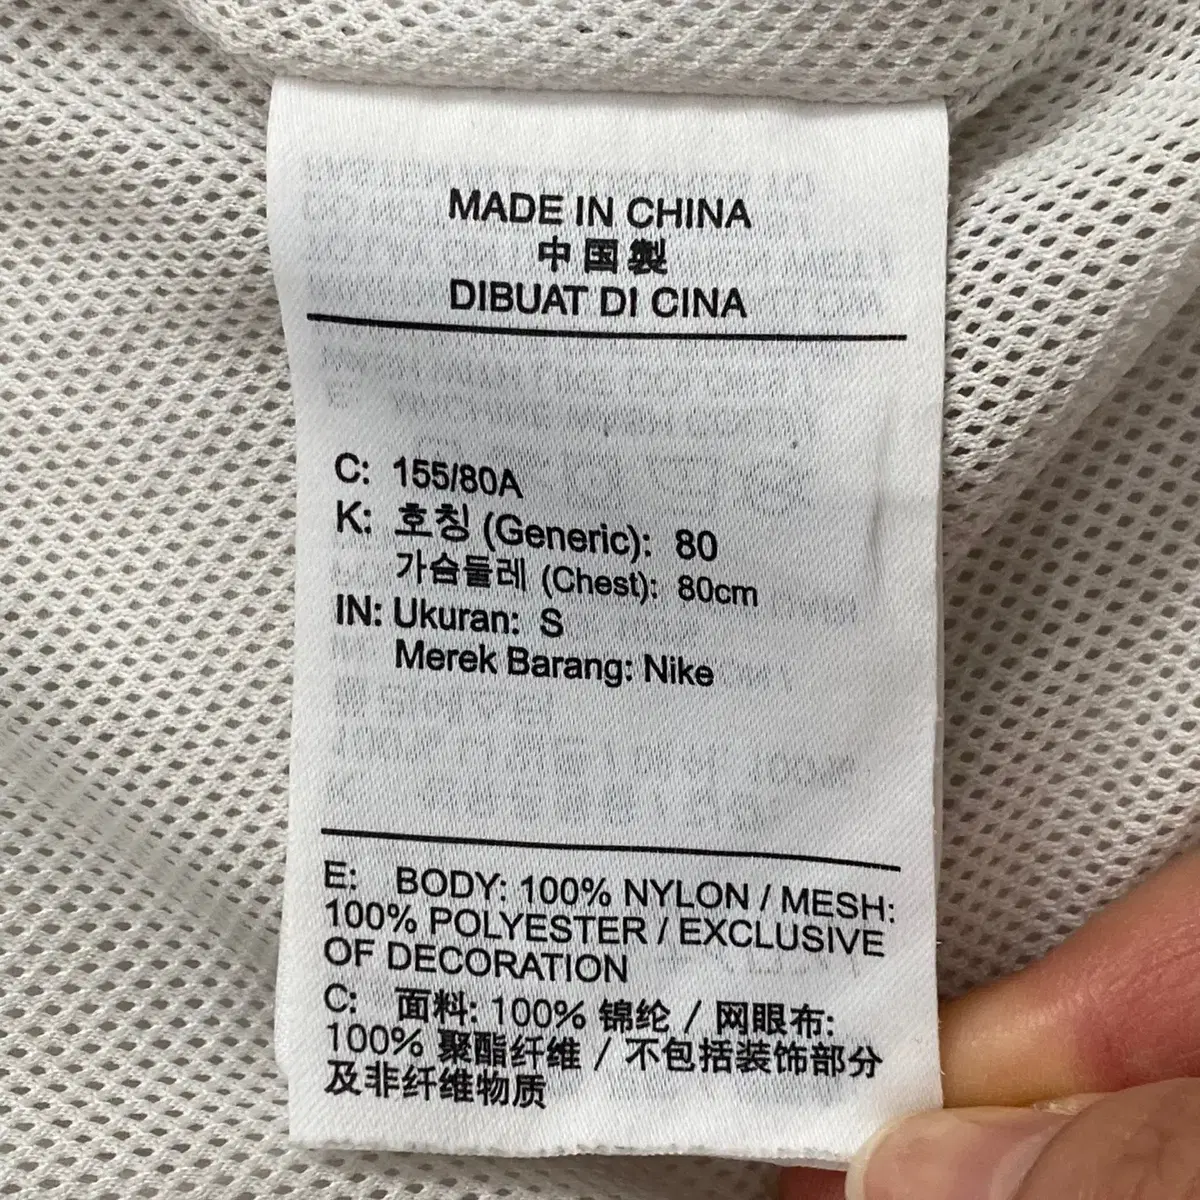 MADE IN CHINA
中国製
DIBUAT DI CINA
C: 155/80A
K: 호칭 (Generic): 80
가슴둘레 (Chest): 80cm
IN: Ukuran: S
Merek Barang: Nike
E: BODY: 100% NYLON / MESH:
100% POLYESTER / EXCLUSIVE
OF DECORATION
C: 面料: 100% 锦纶 / 网眼布:
100% 聚酯纤维 / 不包括装饰部分
及非纤维物质